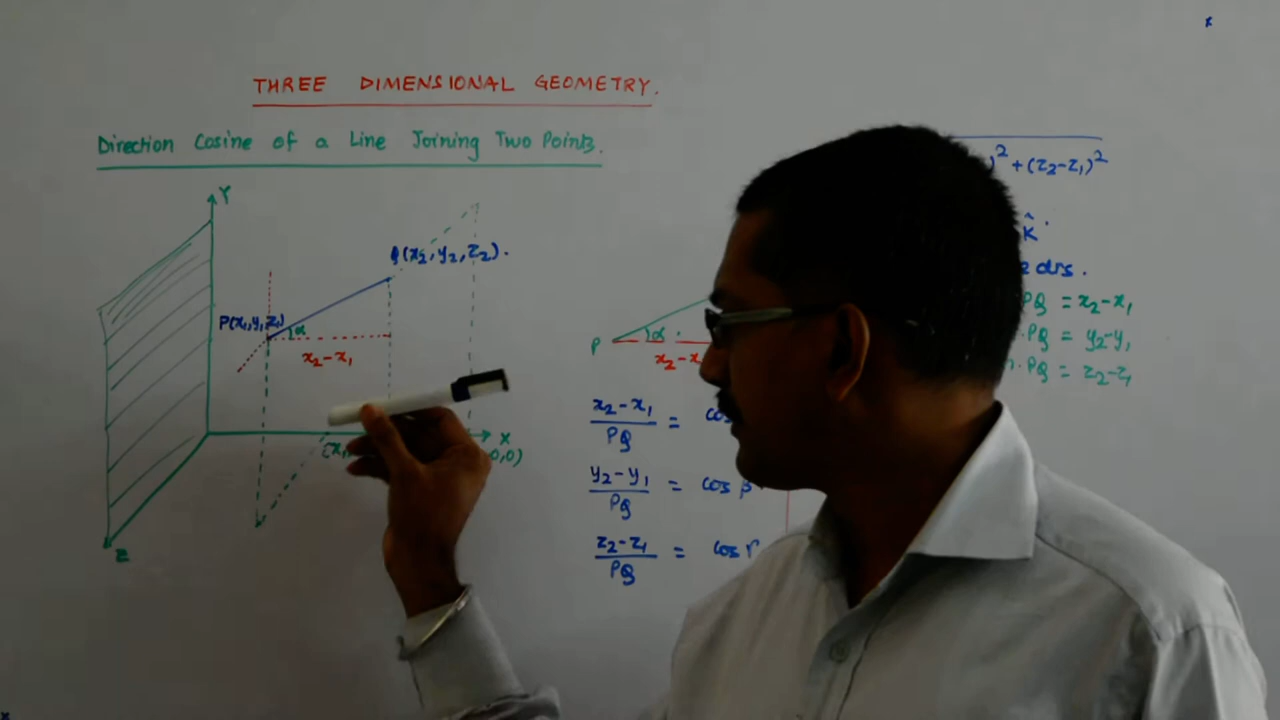 THREE DIMENSIONAL GEOMETRY.
Direction Cosine of a Line Joining Two Points.
Y
Q(x₂, y₂, z₂).
P(x₁, y₁, z₁)
α
x₂-x₁
X
(x₁
0,0)
Z
)² + (z₂-z₁)²
k̂.
drs.
PQ = x₂-x₁
.PQ = y₂-y₁
.PQ = z₂-z₁
P
α.
x₂-x
x₂-x₁/PQ = cos
y₂-y₁/PQ = cos β
z₂-z₁/PQ = cos γ